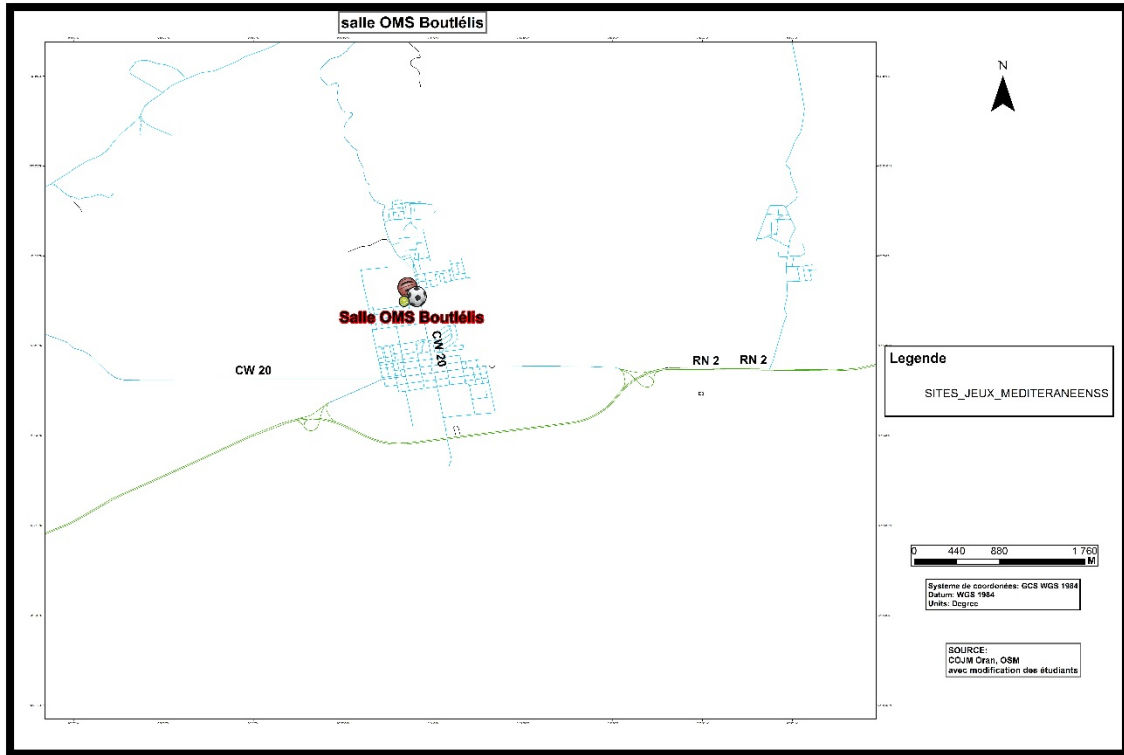 salle OMS Boutlélis
N
Salle OMS Boutlélis
CW 20
CW 20
RN 2 RN 2
Legende
SITES_JEUX_MEDITERANEENSS
0 440 880 1 760
M
Systeme de coordonées: GCS WGS 1984
Datum: WGS 1984
Units: Degree
SOURCE:
COJM Oran, OSM
avec modification des étudiants